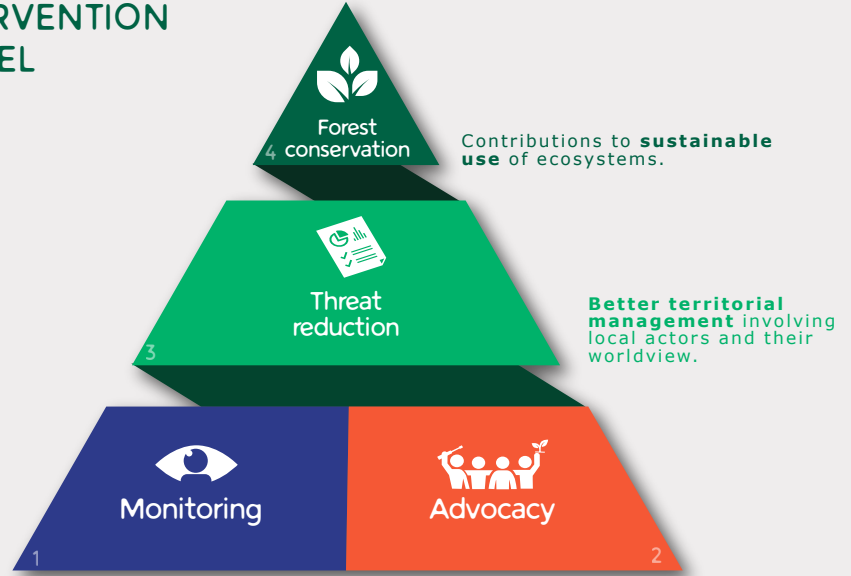 RVENTION
EL
Forest
4 conservation
Contributions to sustainable
use of ecosystems.
Threat
reduction
3
Better territorial
management involving
local actors and their
worldview.
Monitoring
1
Advocacy
2